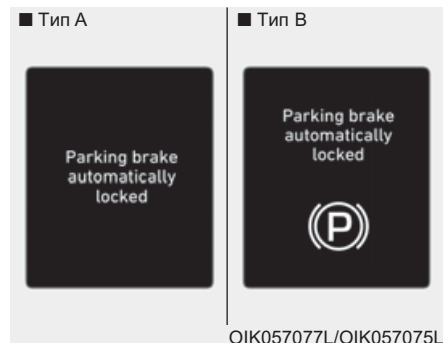 ■ Тип A
Parking brake
automatically
locked
■ Тип B
Parking brake
automatically
locked
P
OIK057077L/OIK057075L